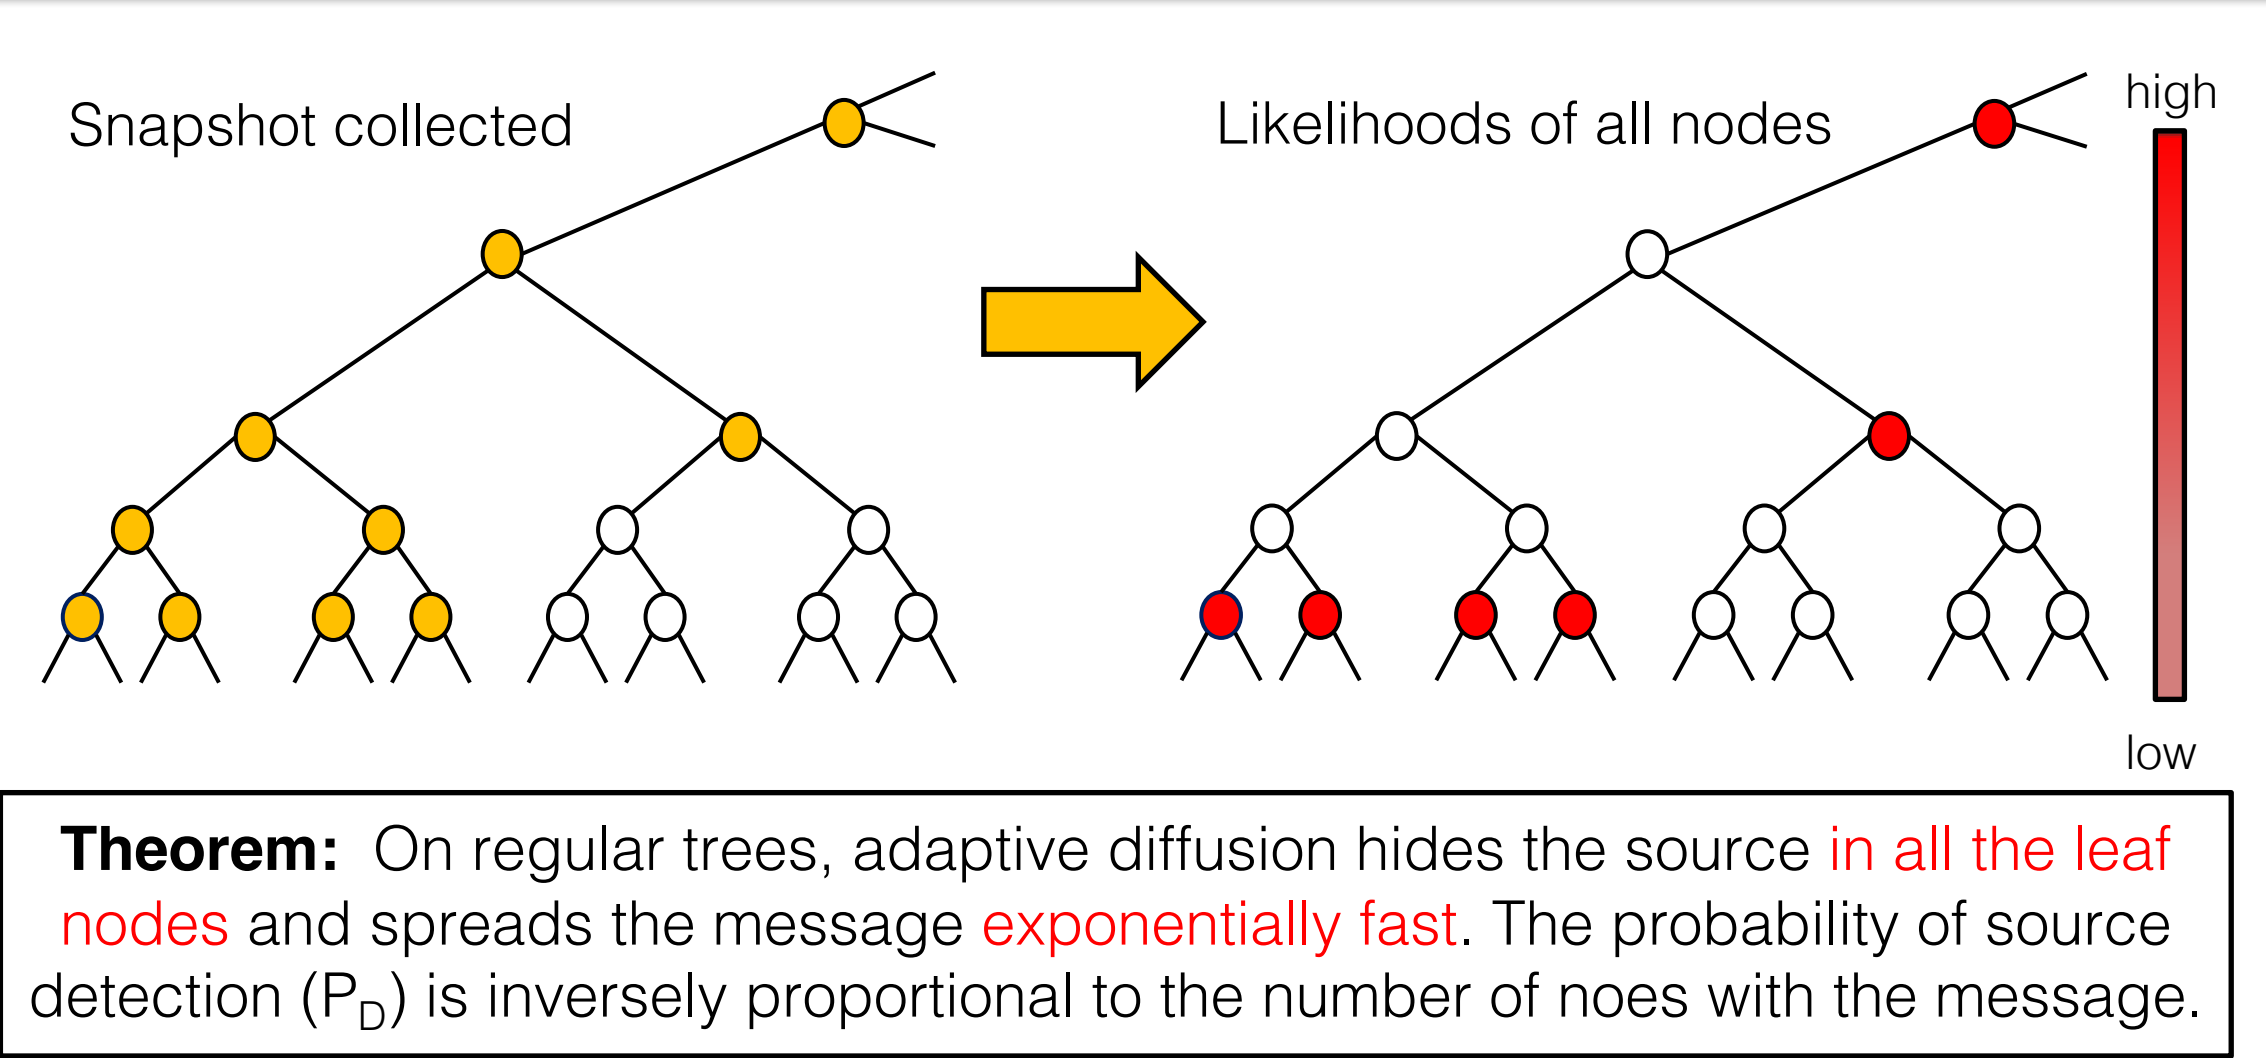 Snapshot collected
Likelihoods of all nodes
high
low
Theorem: On regular trees, adaptive diffusion hides the source in all the leaf
nodes and spreads the message exponentially fast. The probability of source
detection (P_D) is inversely proportional to the number of noes with the message.